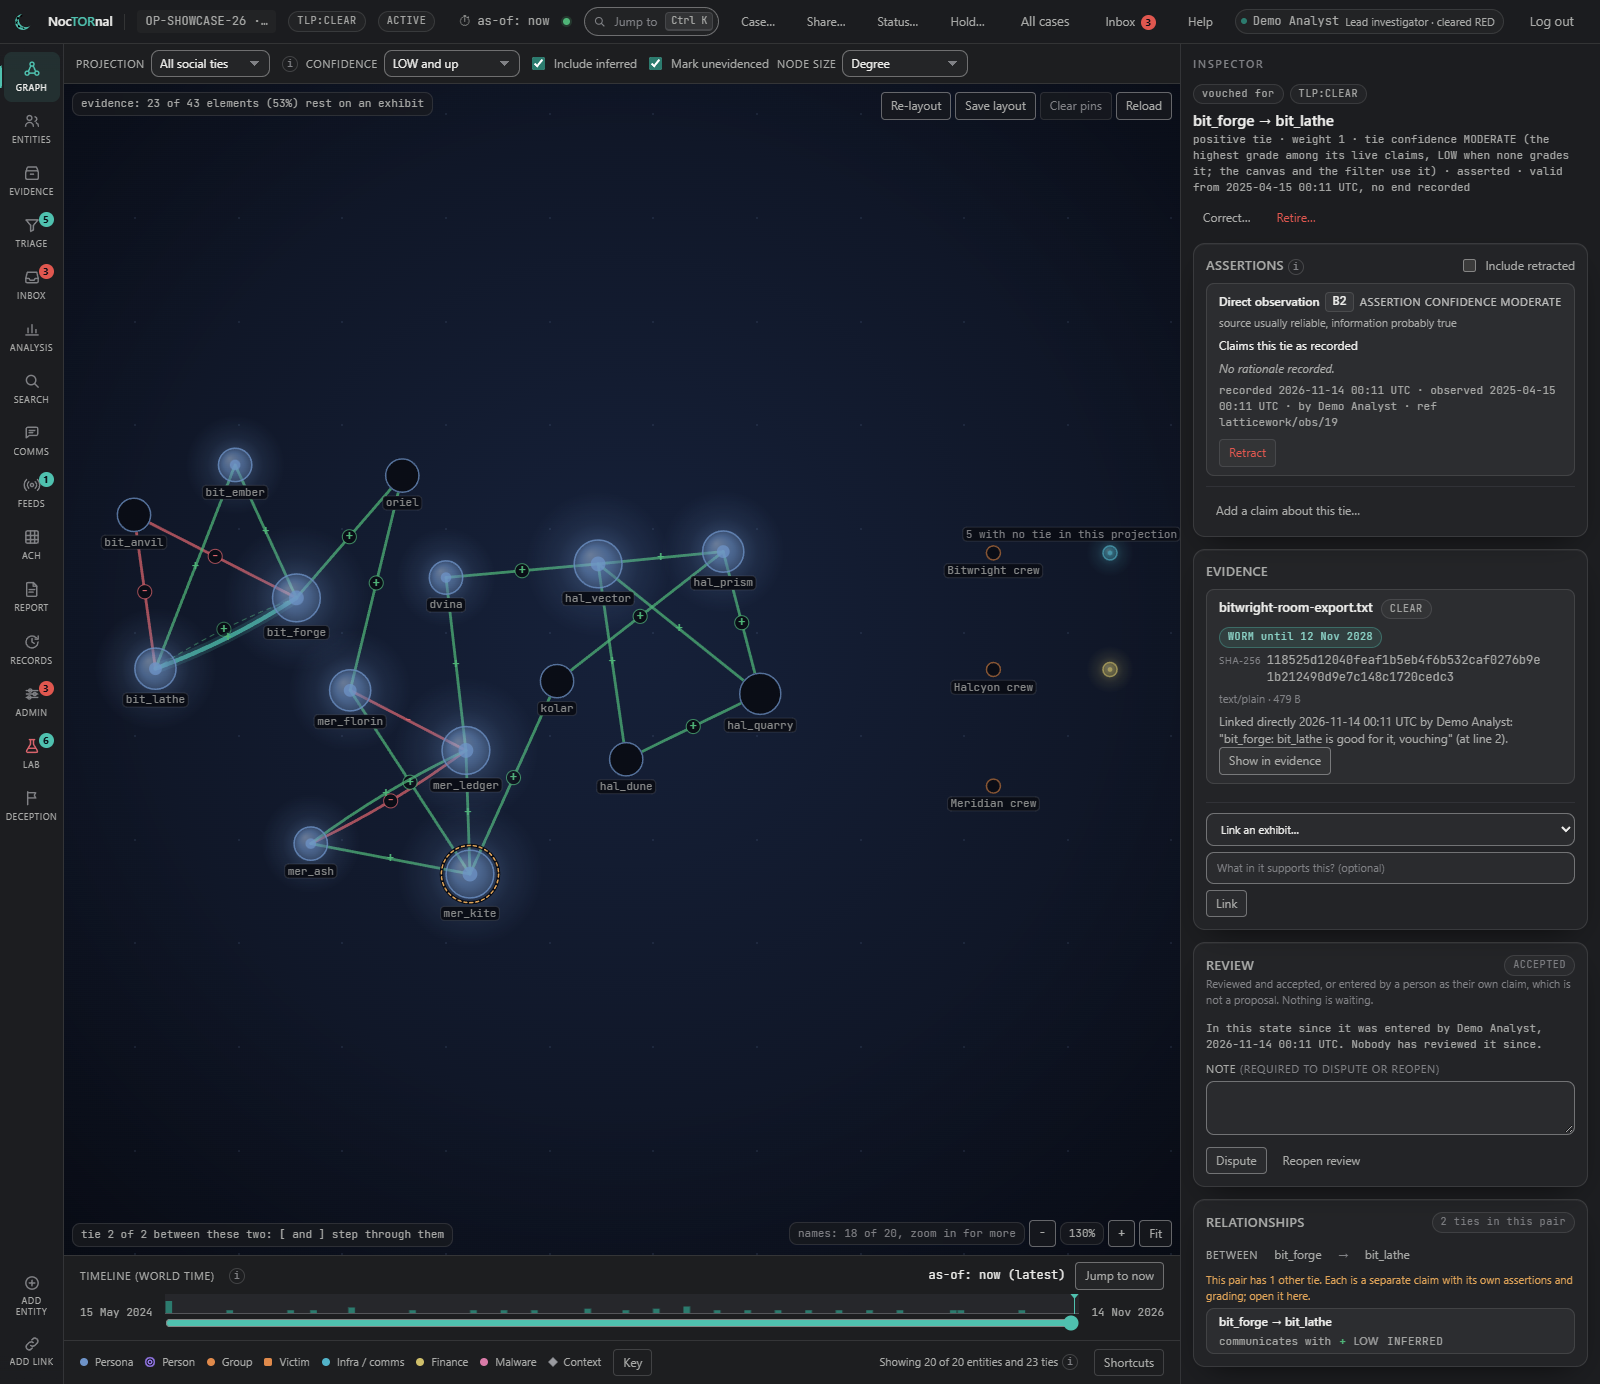 NocTORnal
OP-SHOWCASE-26 ·…
TLP:CLEAR
ACTIVE
as-of: now
Jump to
Ctrl K
Case...
Share...
Status...
Hold...
All cases
Inbox 3
Help
Demo Analyst Lead investigator · cleared RED
Log out
GRAPH
ENTITIES
EVIDENCE
5
TRIAGE
3
INBOX
ANALYSIS
SEARCH
COMMS
1
FEEDS
ACH
REPORT
RECORDS
3
ADMIN
6
LAB
DECEPTION
ADD
ENTITY
ADD LINK
PROJECTION
All social ties
i
CONFIDENCE
LOW and up
Include inferred
Mark unevidenced
NODE SIZE
Degree
evidence: 23 of 43 elements (53%) rest on an exhibit
Re-layout
Save layout
Clear pins
Reload
bit_ember
oriel
bit_anvil
dvina
hal_vector
hal_prism
bit_forge
bit_lathe
mer_florin
kolar
hal_quarry
mer_ledger
hal_dune
mer_ash
mer_kite
5 with no tie in this projection
Bitwright crew
Halcyon crew
Meridian crew
tie 2 of 2 between these two: [ and ] step through them
names: 18 of 20, zoom in for more
-
130%
+
Fit
TIMELINE (WORLD TIME)
i
as-of: now (latest)
Jump to now
15 May 2024
14 Nov 2026
Persona
Person
Group
Victim
Infra / comms
Finance
Malware
Context
Key
Showing 20 of 20 entities and 23 ties
i
Shortcuts
INSPECTOR
vouched for
TLP:CLEAR
bit_forge → bit_lathe
positive tie · weight 1 · tie confidence MODERATE (the
highest grade among its live claims, LOW when none grades
it; the canvas and the filter use it) · asserted · valid
from 2025-04-15 00:11 UTC, no end recorded
Correct...
Retire...
ASSERTIONS
i
Include retracted
Direct observation B2 ASSERTION CONFIDENCE MODERATE
source usually reliable, information probably true
Claims this tie as recorded
No rationale recorded.
recorded 2026-11-14 00:11 UTC · observed 2025-04-15
00:11 UTC · by Demo Analyst · ref
latticework/obs/19
Retract
Add a claim about this tie...
EVIDENCE
bitwright-room-export.txt
CLEAR
WORM until 12 Nov 2028
SHA-256 118525d12040feaf1b5eb4f6b532caf0276b9e
1b212490d9e7c148c1720cedc3
text/plain · 479 B
Linked directly 2026-11-14 00:11 UTC by Demo Analyst:
"bit_forge: bit_lathe is good for it, vouching" (at line 2).
Show in evidence
Link an exhibit...
What in it supports this? (optional)
Link
REVIEW
ACCEPTED
Reviewed and accepted, or entered by a person as their own claim, which is
not a proposal. Nothing is waiting.
In this state since it was entered by Demo Analyst,
2026-11-14 00:11 UTC. Nobody has reviewed it since.
NOTE (REQUIRED TO DISPUTE OR REOPEN)
Dispute
Reopen review
RELATIONSHIPS
2 ties in this pair
BETWEEN bit_forge → bit_lathe
This pair has 1 other tie. Each is a separate claim with its own assertions and
grading; open it here.
bit_forge → bit_lathe
communicates with + LOW INFERRED